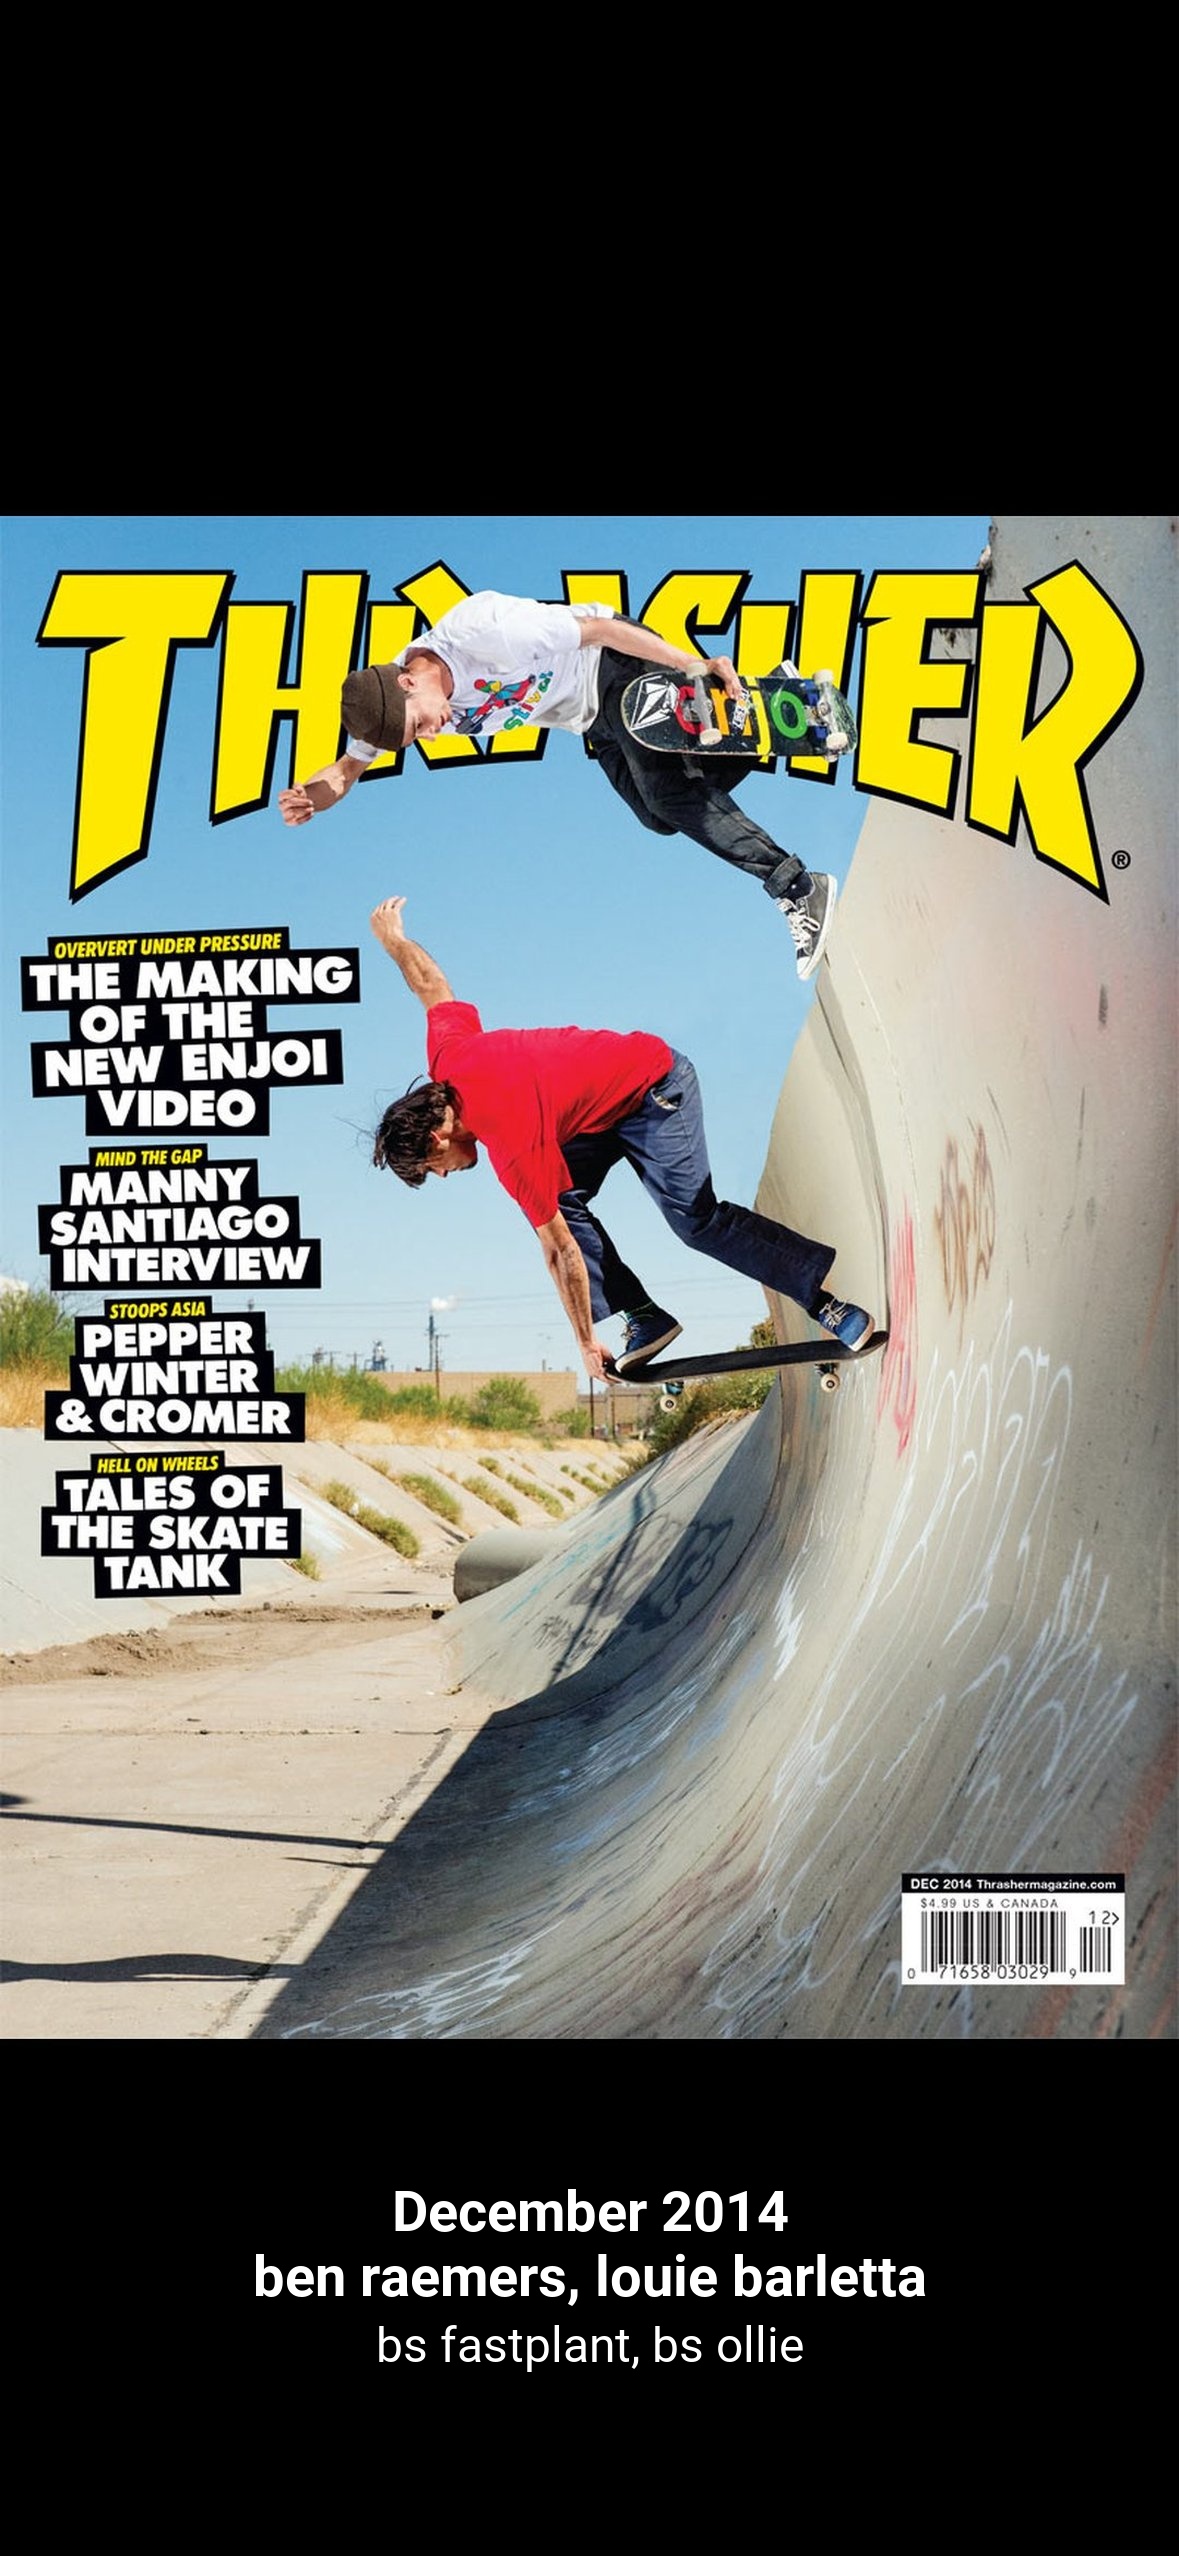 THRASHER
®
Stival
enjoi
OVERVERT UNDER PRESSURE
THE MAKING
OF THE
NEW ENJOI
VIDEO
MIND THE GAP
MANNY
SANTIAGO
INTERVIEW
STOOPS ASIA
PEPPER
WINTER
& CROMER
HELL ON WHEELS
TALES OF
THE SKATE
TANK
DEC 2014 Thrashermagazine.com
$4.99 US & CANADA
12>
0 71658 03029 9
December 2014
ben raemers, louie barletta
bs fastplant, bs ollie